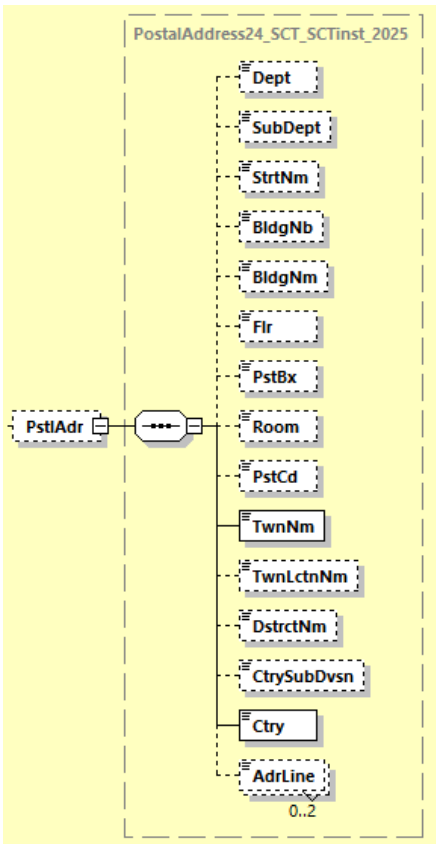 PostalAddress24_SCT_SCTinst_2025
Dept
SubDept
StrtNm
BldgNb
BldgNm
Flr
PstBx
PstlAdr
Room
PstCd
TwnNm
TwnLctnNm
DstrctNm
CtrySubDvsn
Ctry
AdrLine
0..2